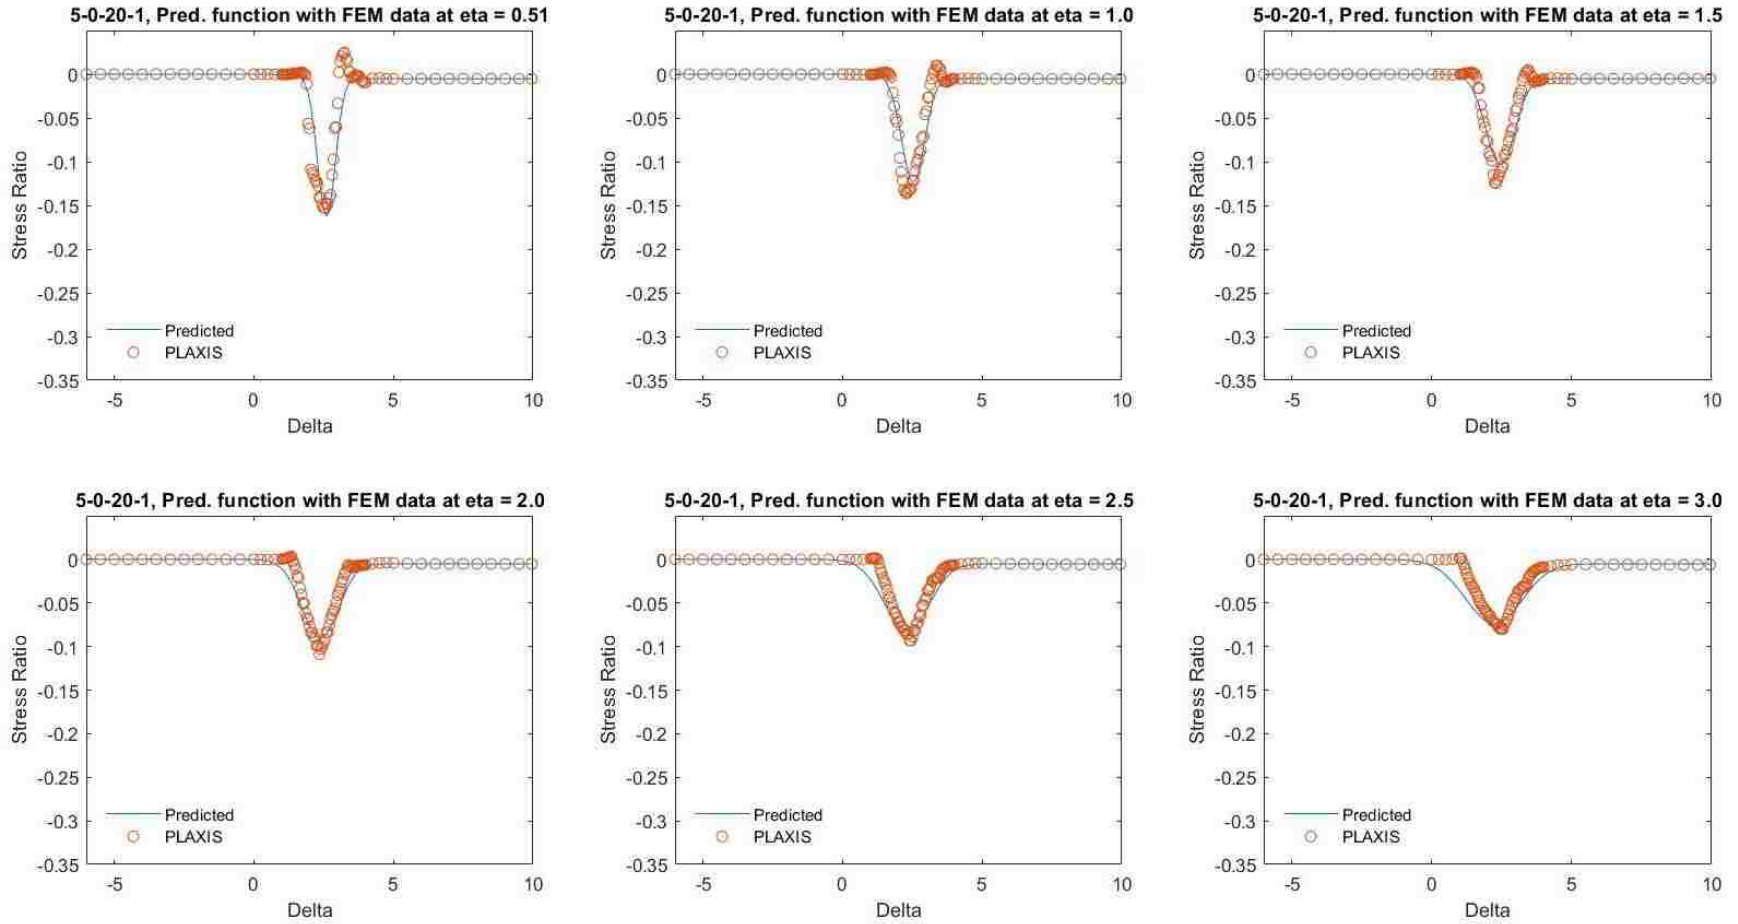 5-0-20-1, Pred. function with FEM data at eta = 0.51
0
-0.05
-0.1
-0.15
-0.2
-0.25
-0.3
-0.35
Stress Ratio
Predicted
PLAXIS
-5 0 5 10
Delta
5-0-20-1, Pred. function with FEM data at eta = 1.0
0
-0.05
-0.1
-0.15
-0.2
-0.25
-0.3
-0.35
Stress Ratio
Predicted
PLAXIS
-5 0 5 10
Delta
5-0-20-1, Pred. function with FEM data at eta = 1.5
0
-0.05
-0.1
-0.15
-0.2
-0.25
-0.3
-0.35
Stress Ratio
Predicted
PLAXIS
-5 0 5 10
Delta
5-0-20-1, Pred. function with FEM data at eta = 2.0
0
-0.05
-0.1
-0.15
-0.2
-0.25
-0.3
-0.35
Stress Ratio
Predicted
PLAXIS
-5 0 5 10
Delta
5-0-20-1, Pred. function with FEM data at eta = 2.5
0
-0.05
-0.1
-0.15
-0.2
-0.25
-0.3
-0.35
Stress Ratio
Predicted
PLAXIS
-5 0 5 10
Delta
5-0-20-1, Pred. function with FEM data at eta = 3.0
0
-0.05
-0.1
-0.15
-0.2
-0.25
-0.3
-0.35
Stress Ratio
Predicted
PLAXIS
-5 0 5 10
Delta